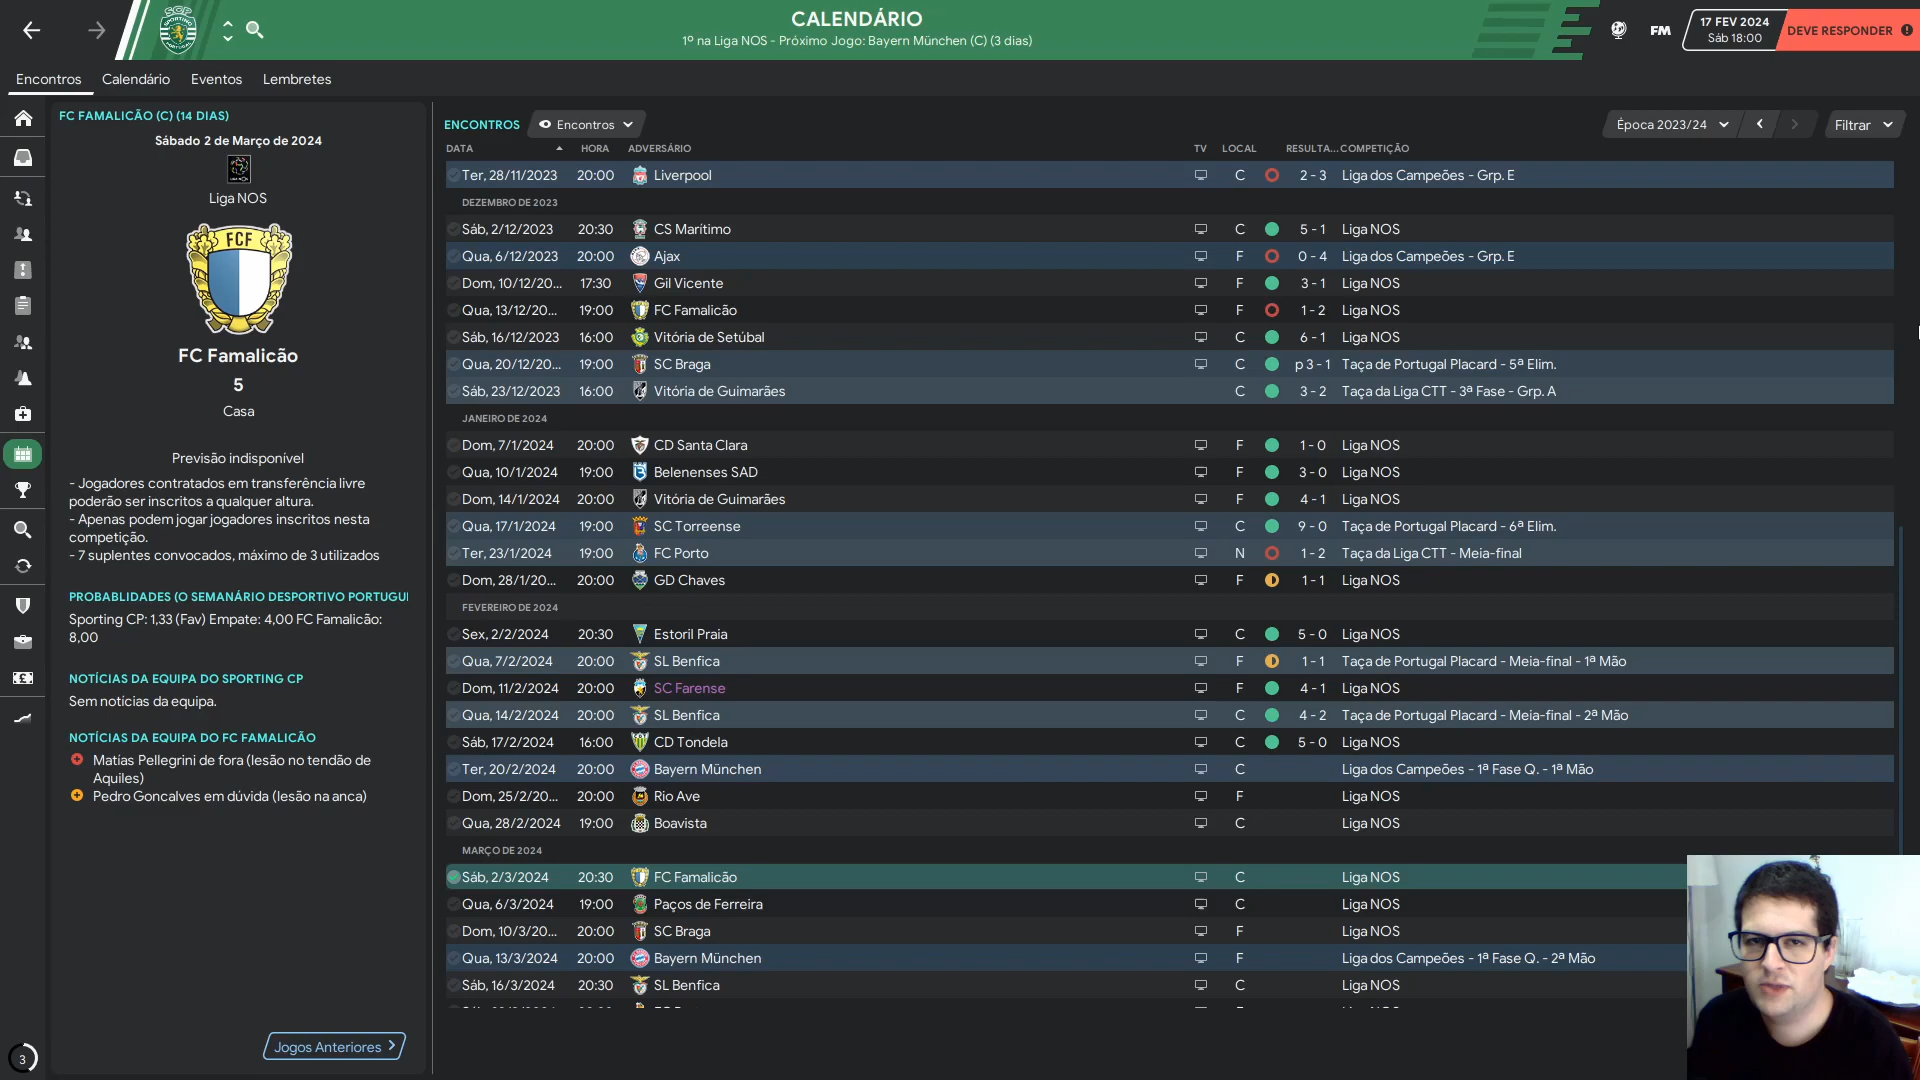 CALENDÁRIO
1º na Liga NOS - Próximo Jogo: Bayern München (C) (3 dias)
FM
17 FEV 2024
Sáb 18:00
DEVE RESPONDER
Encontros Calendário Eventos Lembretes
FC FAMALICÃO (C) (14 DIAS)
Sábado 2 de Março de 2024
Liga NOS
FCF
FC Famalicão
5
Casa
Previsão indisponível
- Jogadores contratados em transferência livre
poderão ser inscritos a qualquer altura.
- Apenas podem jogar jogadores inscritos nesta
competição.
- 7 suplentes convocados, máximo de 3 utilizados
PROBABLIDADES (O SEMANÁRIO DESPORTIVO PORTUGU
Sporting CP: 1,33 (Fav) Empate: 4,00 FC Famalicão:
8,00
NOTÍCIAS DA EQUIPA DO SPORTING CP
Sem notícias da equipa.
NOTÍCIAS DA EQUIPA DO FC FAMALICÃO
Matías Pellegrini de fora (lesão no tendão de
Aquiles)
Pedro Goncalves em dúvida (lesão na anca)
Jogos Anteriores
3
ENCONTROS Encontros Época 2023/24 Filtrar
DATA HORA ADVERSÁRIO TV LOCAL RESULTA... COMPETIÇÃO
Ter, 28/11/2023 20:00 Liverpool C 2 - 3 Liga dos Campeões - Grp. E
DEZEMBRO DE 2023
Sáb, 2/12/2023 20:30 CS Marítimo C 5 - 1 Liga NOS
Qua, 6/12/2023 20:00 Ajax F 0 - 4 Liga dos Campeões - Grp. E
Dom, 10/12/20... 17:30 Gil Vicente F 3 - 1 Liga NOS
Qua, 13/12/20... 19:00 FC Famalicão F 1 - 2 Liga NOS
Sáb, 16/12/2023 16:00 Vitória de Setúbal C 6 - 1 Liga NOS
Qua, 20/12/20... 19:00 SC Braga C p 3 - 1 Taça de Portugal Placard - 5ª Elim.
Sáb, 23/12/2023 16:00 Vitória de Guimarães C 3 - 2 Taça da Liga CTT - 3ª Fase - Grp. A
JANEIRO DE 2024
Dom, 7/1/2024 20:00 CD Santa Clara F 1 - 0 Liga NOS
Qua, 10/1/2024 19:00 Belenenses SAD F 3 - 0 Liga NOS
Dom, 14/1/2024 20:00 Vitória de Guimarães F 4 - 1 Liga NOS
Qua, 17/1/2024 19:00 SC Torreense C 9 - 0 Taça de Portugal Placard - 6ª Elim.
Ter, 23/1/2024 19:00 FC Porto N 1 - 2 Taça da Liga CTT - Meia-final
Dom, 28/1/20... 20:00 GD Chaves F 1 - 1 Liga NOS
FEVEREIRO DE 2024
Sex, 2/2/2024 20:30 Estoril Praia C 5 - 0 Liga NOS
Qua, 7/2/2024 20:00 SL Benfica F 1 - 1 Taça de Portugal Placard - Meia-final - 1ª Mão
Dom, 11/2/2024 20:00 SC Farense F 4 - 1 Liga NOS
Qua, 14/2/2024 20:00 SL Benfica C 4 - 2 Taça de Portugal Placard - Meia-final - 2ª Mão
Sáb, 17/2/2024 16:00 CD Tondela C 5 - 0 Liga NOS
Ter, 20/2/2024 20:00 Bayern München C Liga dos Campeões - 1ª Fase Q. - 1ª Mão
Dom, 25/2/20... 20:00 Rio Ave F Liga NOS
Qua, 28/2/2024 19:00 Boavista C Liga NOS
MARÇO DE 2024
Sáb, 2/3/2024 20:30 FC Famalicão C Liga NOS
Qua, 6/3/2024 19:00 Paços de Ferreira C Liga NOS
Dom, 10/3/20... 20:00 SC Braga F Liga NOS
Qua, 13/3/2024 20:00 Bayern München F Liga dos Campeões - 1ª Fase Q. - 2ª Mão
Sáb, 16/3/2024 20:30 SL Benfica C Liga NOS